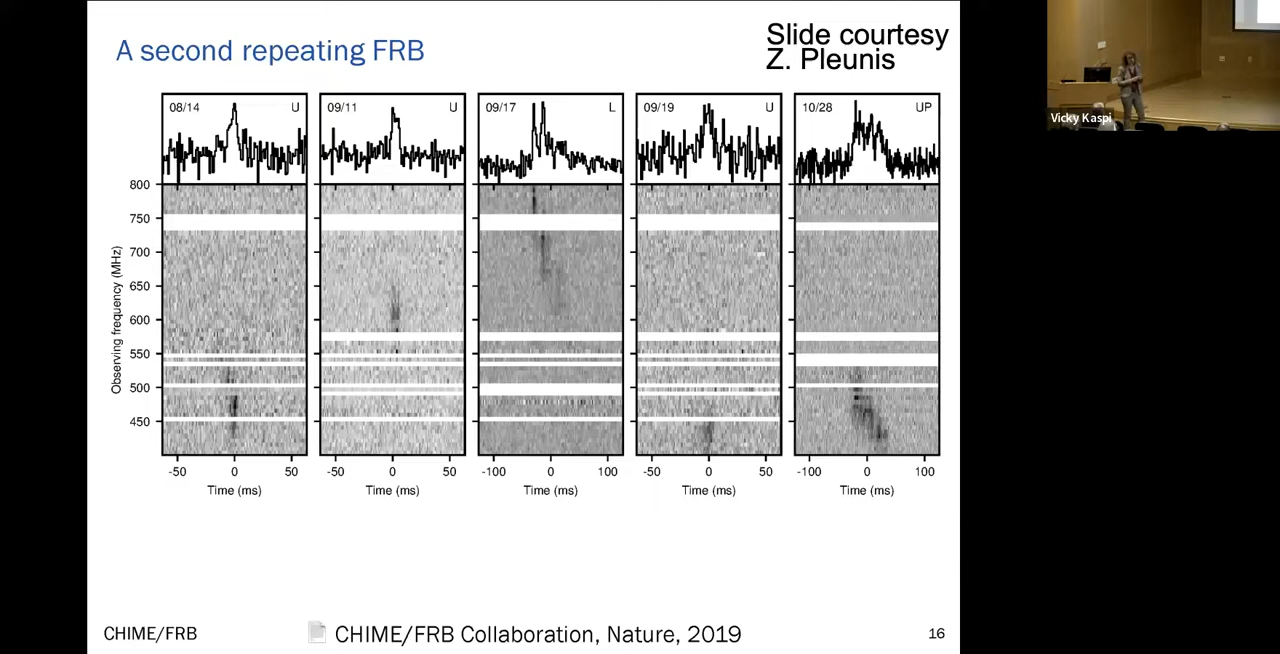 A second repeating FRB
Slide courtesy
Z. Pleunis
08/14 U
09/11 U
09/17 L
09/19 U
10/28 UP
Observing frequency (MHz)
800
750
700
650
600
550
500
450
-50 0 50
-50 0 50
-100 0 100
-50 0 50
-100 0 100
Time (ms)
Time (ms)
Time (ms)
Time (ms)
Time (ms)
CHIME/FRB
CHIME/FRB Collaboration, Nature, 2019
16
Vicky Kaspi